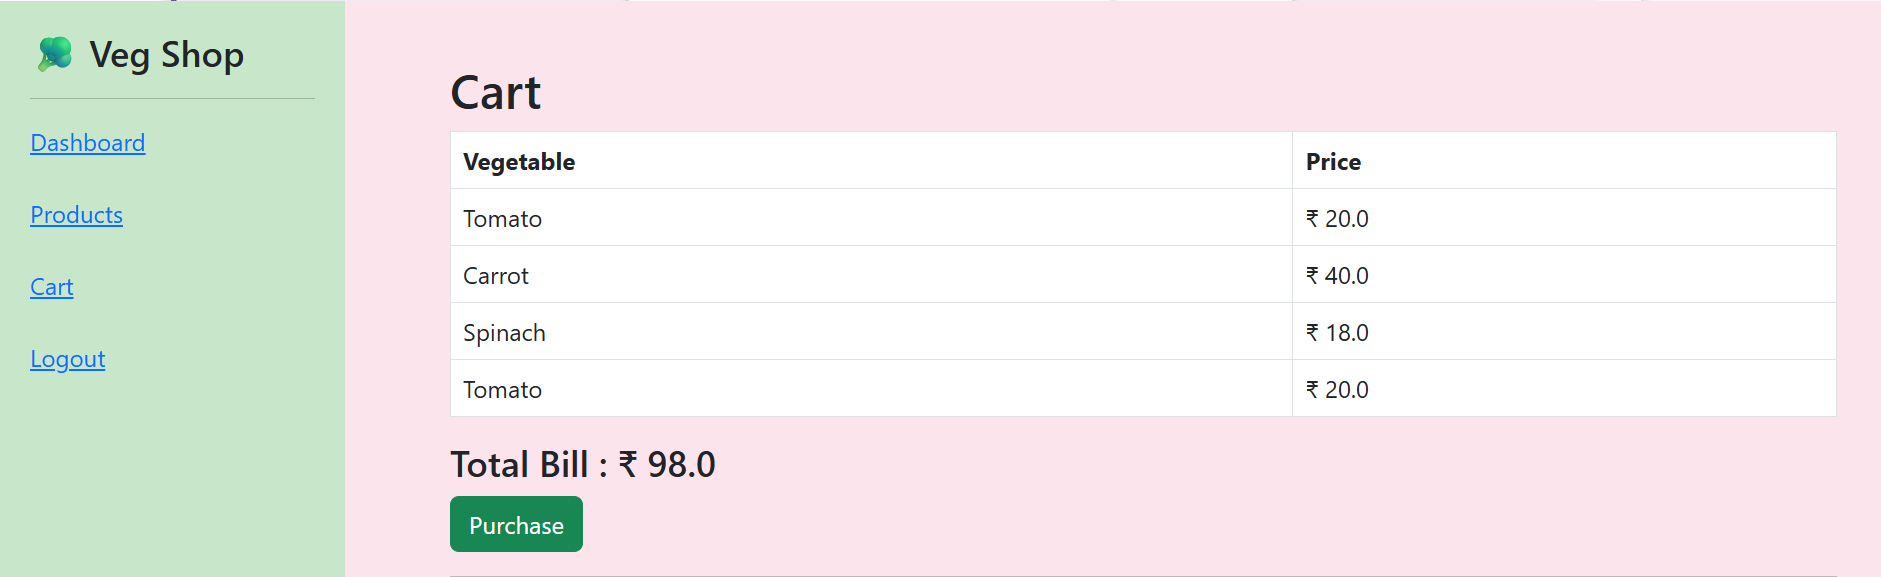 Veg Shop
Dashboard
Products
Cart
Logout
Cart
Vegetable Price
Tomato ₹ 20.0
Carrot ₹ 40.0
Spinach ₹ 18.0
Tomato ₹ 20.0
Total Bill : ₹ 98.0
Purchase